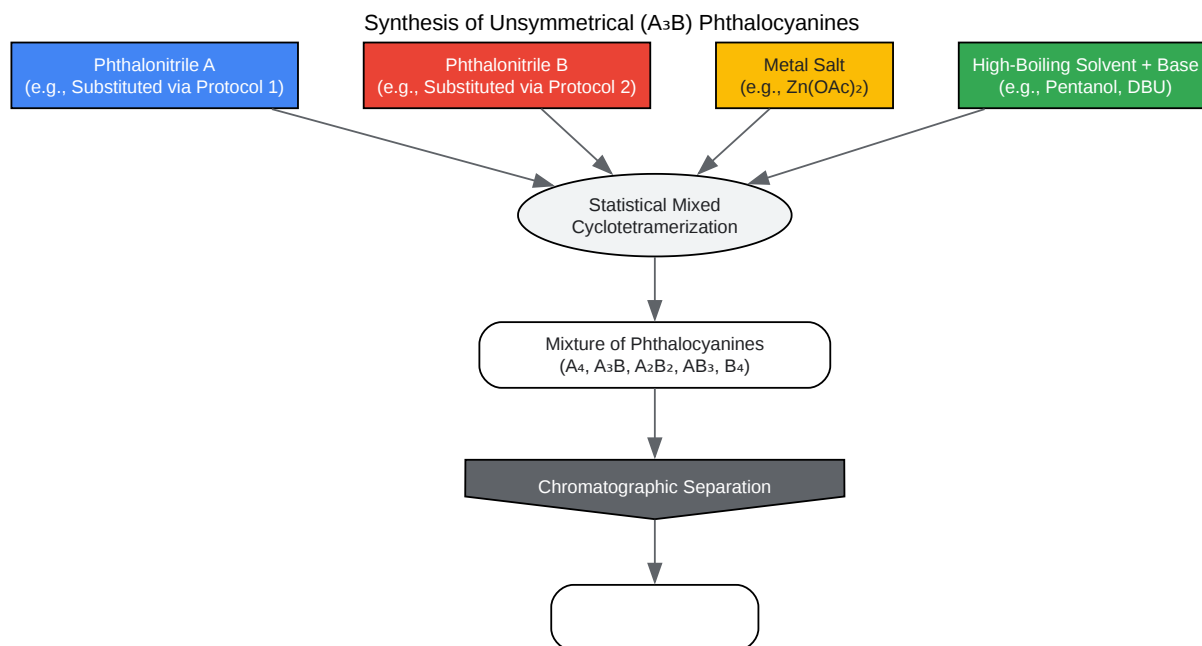 Synthesis of Unsymmetrical (A₃B) Phthalocyanines
Phthalonitrile A
(e.g., Substituted via Protocol 1)
Phthalonitrile B
(e.g., Substituted via Protocol 2)
Metal Salt
(e.g., Zn(OAc)₂)
High-Boiling Solvent + Base
(e.g., Pentanol, DBU)
Statistical Mixed
Cyclotetramerization
Mixture of Phthalocyanines
(A₄, A₃B, A₂B₂, AB₃, B₄)
Chromatographic Separation